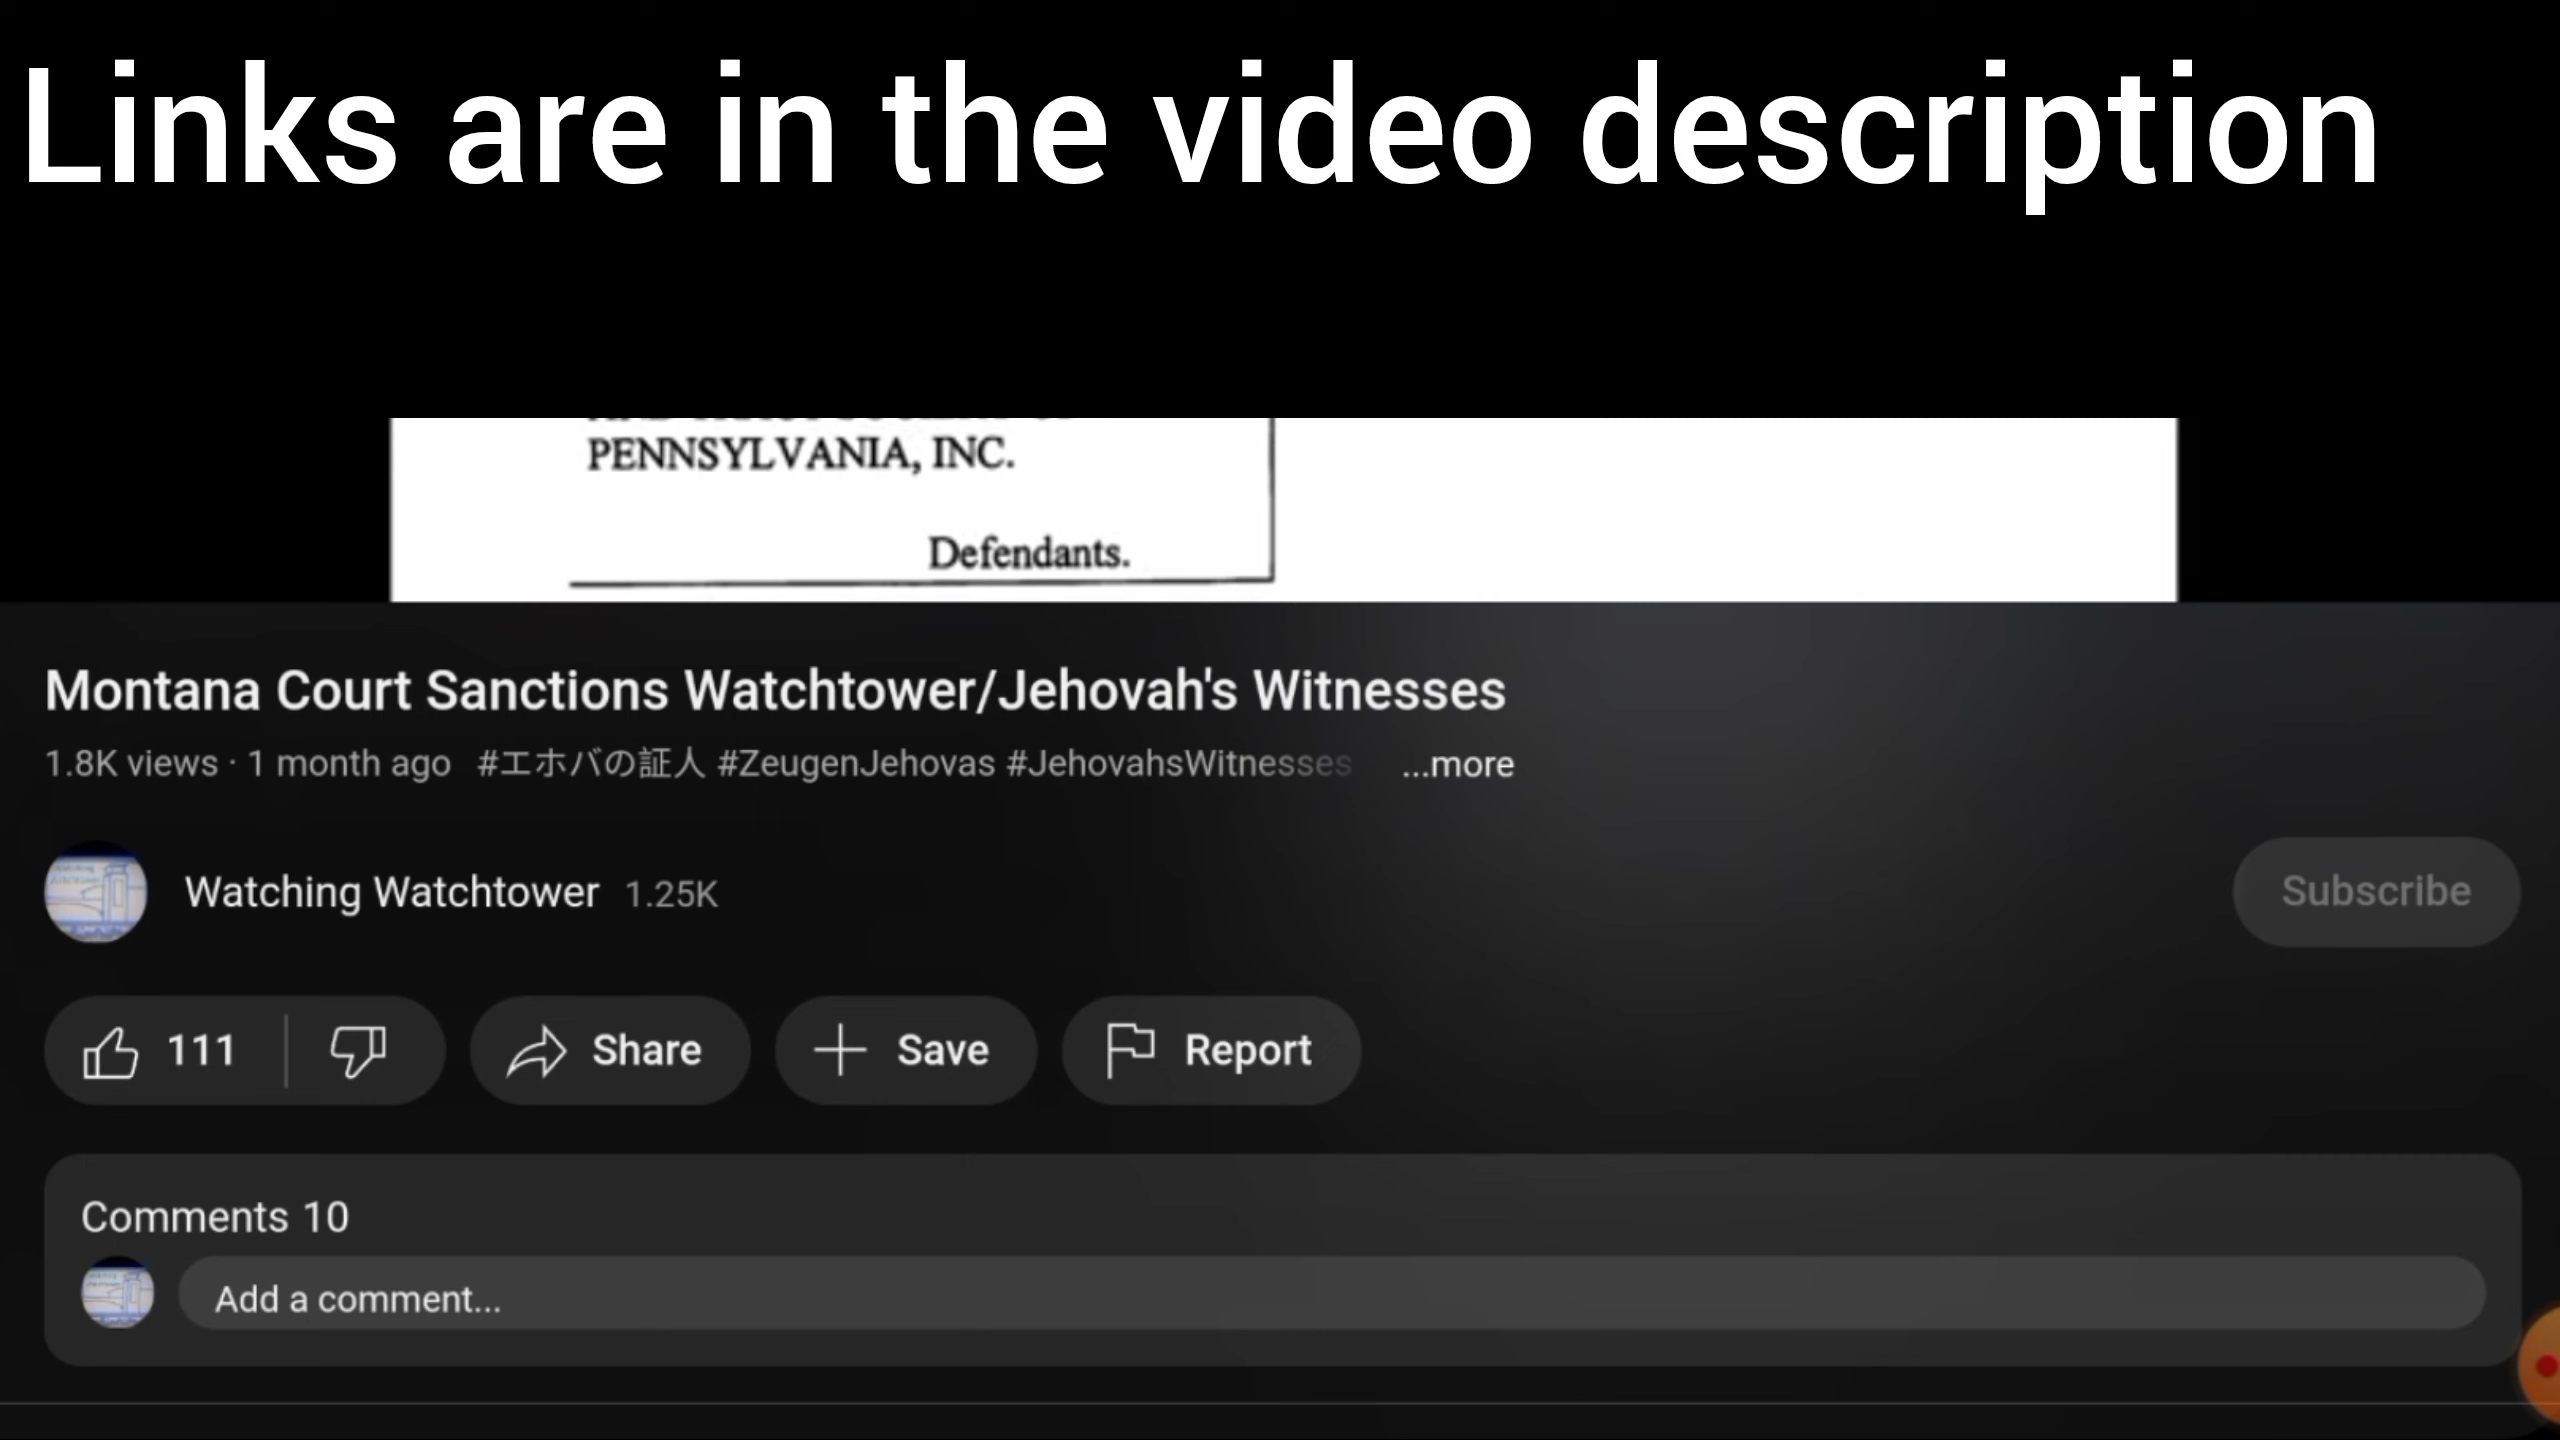 Links are in the video description
PENNSYLVANIA, INC.
Defendants.
Montana Court Sanctions Watchtower/Jehovah's Witnesses
1.8K views · 1 month ago #エホバの証人 #ZeugenJehovas #JehovahsWitnesses ...more
Watching Watchtower 1.25K
Subscribe
111
Share
Save
Report
Comments 10
Add a comment...